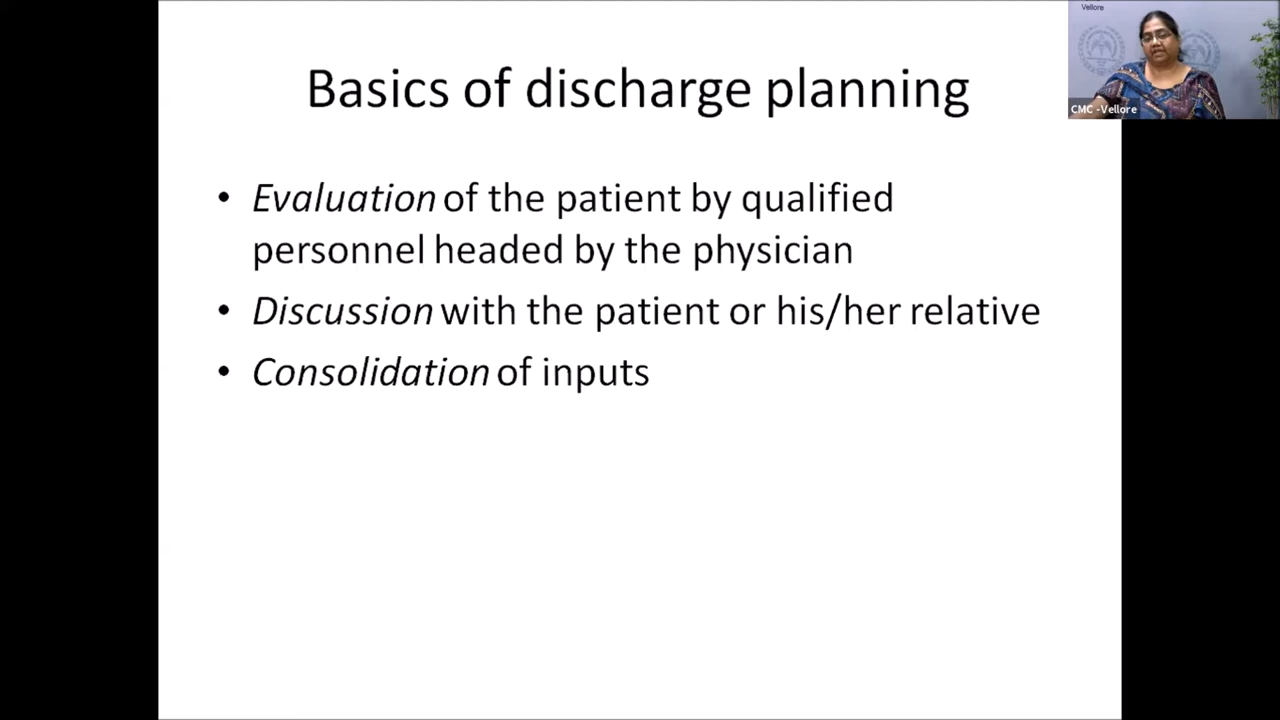 Basics of discharge planning
• Evaluation of the patient by qualified
personnel headed by the physician
• Discussion with the patient or his/her relative
• Consolidation of inputs
Vellore
CMC -Vellore